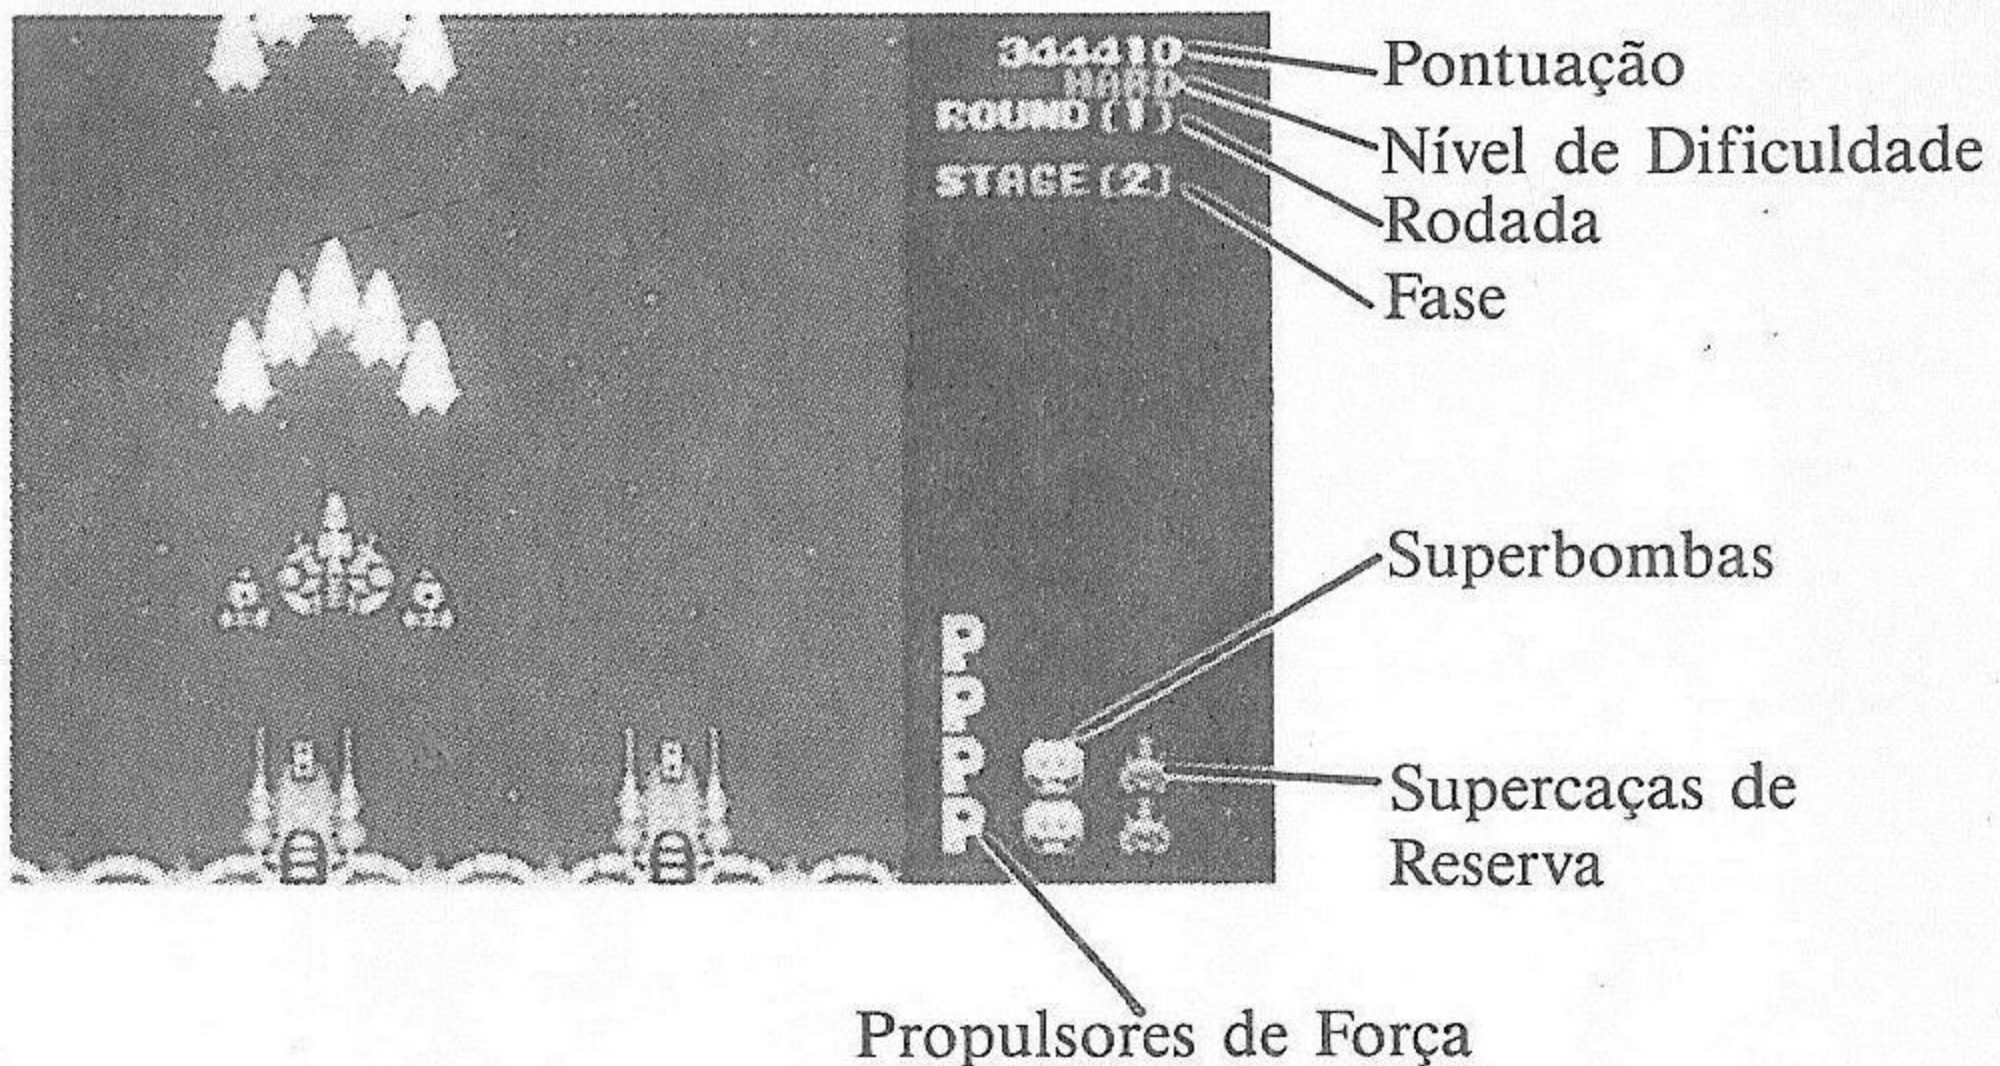 344410
HARD
ROUND(1)
STAGE(2)
Pontuação
Nível de Dificuldade
Rodada
Fase
Superbombas
P
P
P
P
Supercaças de
Reserva
Propulsores de Força